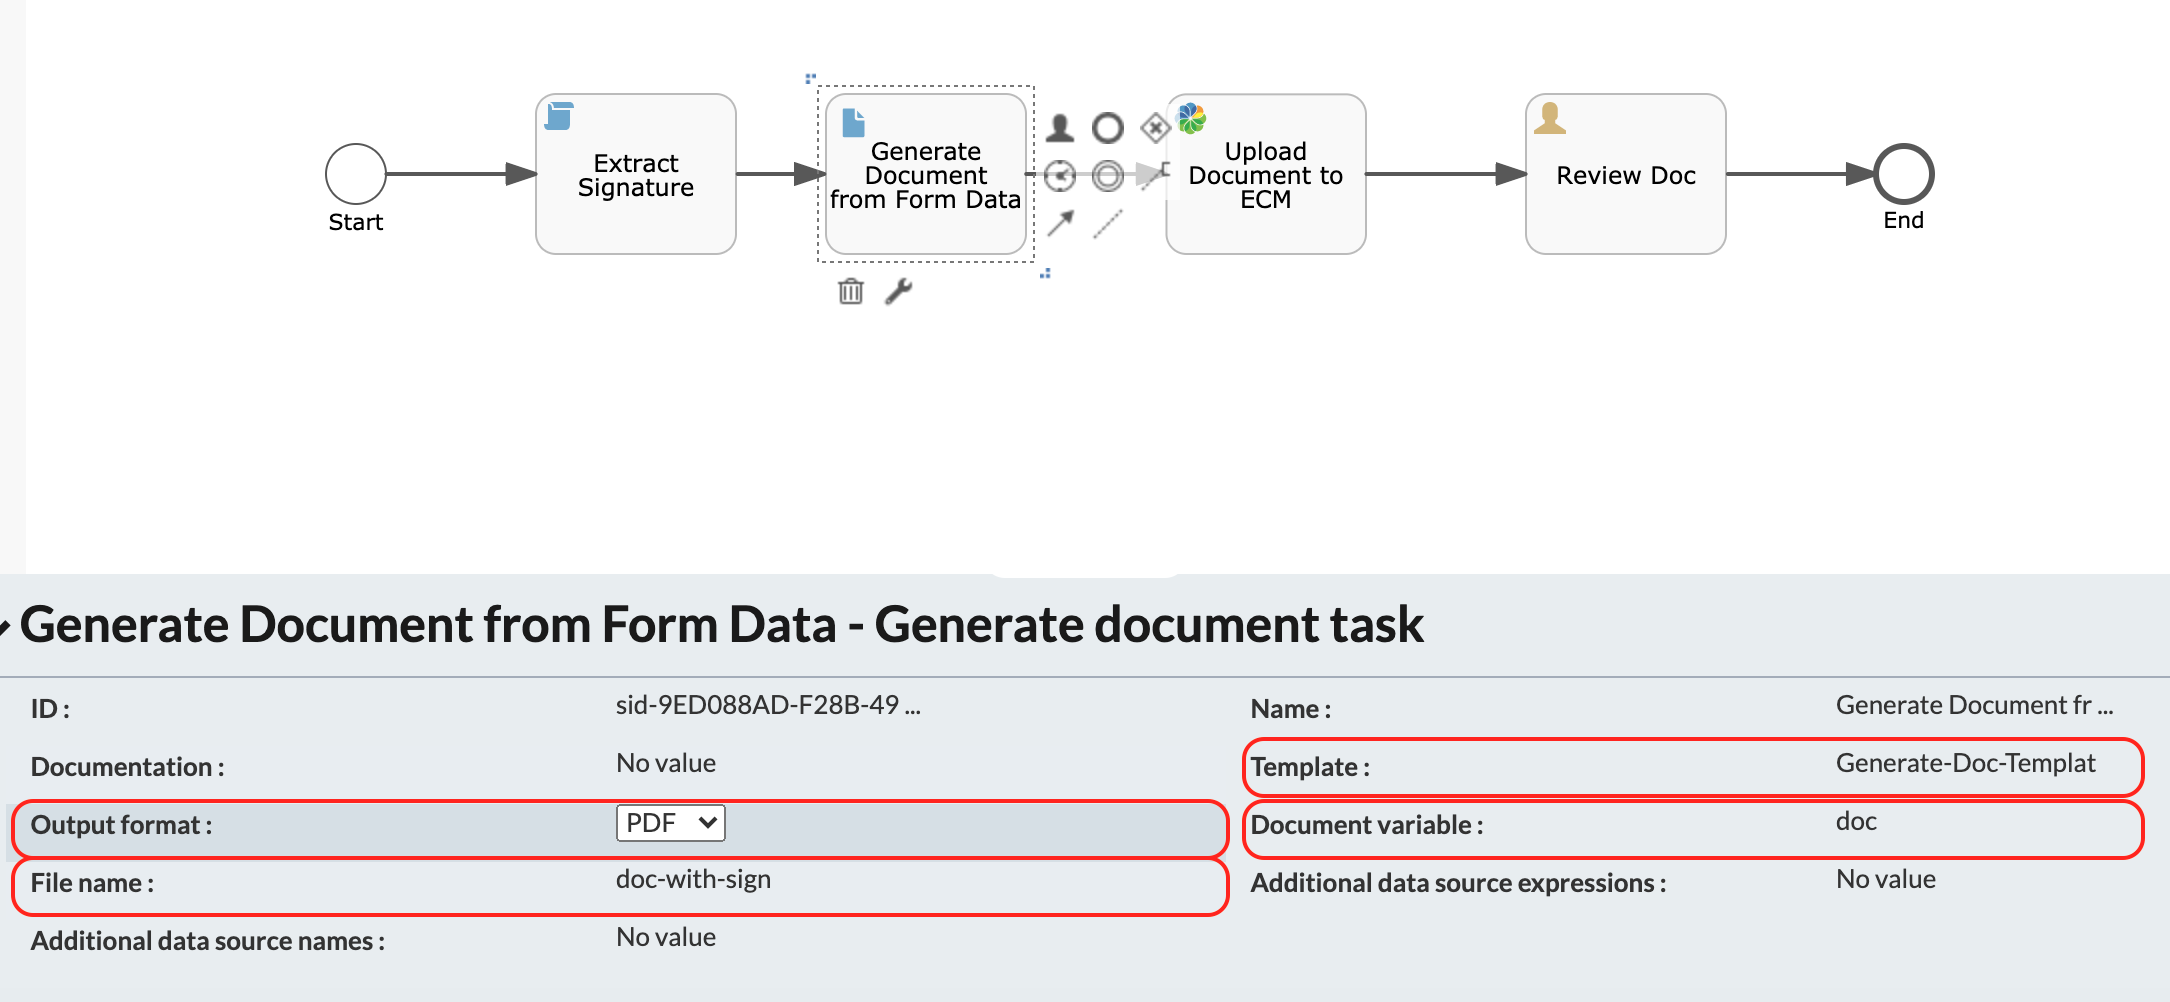 Start
Extract
Signature
Generate
Document
from Form Data
Upload
Document to
ECM
Review Doc
End
Generate Document from Form Data - Generate document task
ID :
sid-9ED088AD-F28B-49 ...
Name :
Generate Document fr ...
Documentation :
No value
Template :
Generate-Doc-Templat
Output format :
PDF
Document variable :
doc
File name :
doc-with-sign
Additional data source expressions :
No value
Additional data source names :
No value